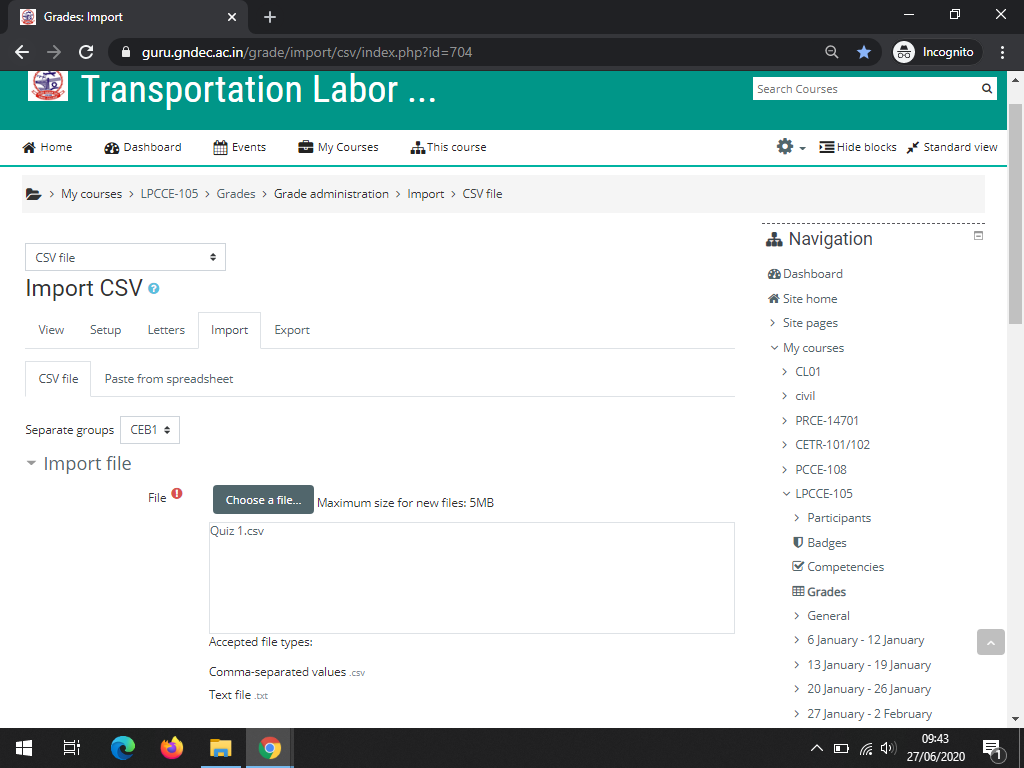 Grades: Import
guru.gndec.ac.in/grade/import/csv/index.php?id=704
Incognito
Transportation Labor ...
Search Courses
Home
Dashboard
Events
My Courses
This course
Hide blocks
Standard view
> My courses > LPCCE-105 > Grades > Grade administration > Import > CSV file
CSV file
Import CSV
View
Setup
Letters
Import
Export
CSV file
Paste from spreadsheet
Separate groups CEB1
Import file
File
Choose a file... Maximum size for new files: 5MB
Quiz 1.csv
Accepted file types:
Comma-separated values .csv
Text file .txt
Navigation
Dashboard
Site home
Site pages
My courses
CL01
civil
PRCE-14701
CETR-101/102
PCCE-108
LPCCE-105
Participants
Badges
Competencies
Grades
General
6 January - 12 January
13 January - 19 January
20 January - 26 January
27 January - 2 February
09:43
27/06/2020
1